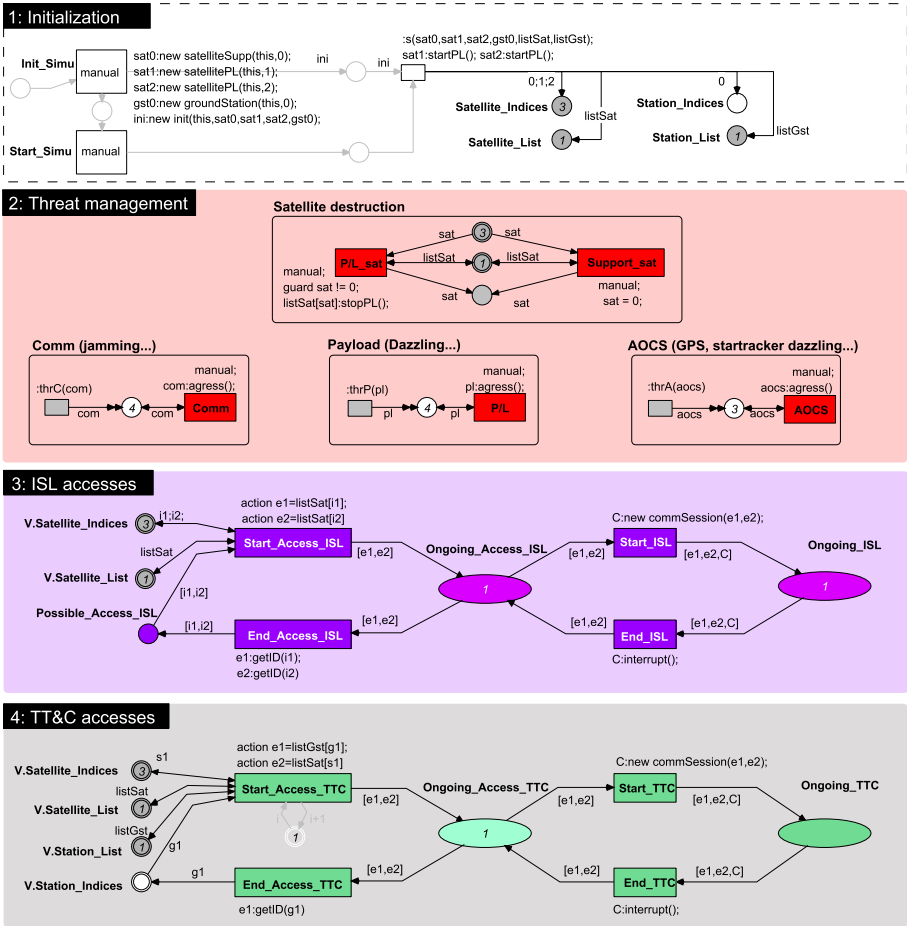 1: Initialization
:s(sat0,sat1,sat2,gst0,listSat,listGst);
sat1:startPL(); sat2:startPL();
Init_Simu
manual
sat0:new satelliteSupp(this,0);
sat1:new satellitePL(this,1);
sat2:new satellitePL(this,2);
gst0:new groundStation(this,0);
ini:new init(this,sat0,sat1,sat2,gst0);
ini
ini
0;1;2
0
Satellite_Indices
3
Station_Indices
listSat
Satellite_List
1
Station_List
1
listGst
Start_Simu
manual
2: Threat management
Satellite destruction
sat
3
sat
P/L_sat
listSat
1
listSat
Support_sat
manual;
guard sat != 0;
listSat[sat]:stopPL();
sat
sat
manual;
sat = 0;
Comm (jamming...)
manual;
com:agress();
:thrC(com)
com
4
com
Comm
Payload (Dazzling...)
manual;
pl:agress();
:thrP(pl)
pl
4
pl
P/L
AOCS (GPS, startracker dazzling...)
manual;
aocs:agress()
:thrA(aocs)
aocs
3
aocs
AOCS
3: ISL accesses
action e1=listSat[i1];
action e2=listSat[i2]
V.Satellite_Indices
3
i1;i2;
Start_Access_ISL
[e1,e2]
Ongoing_Access_ISL
C:new commSession(e1,e2);
[e1,e2]
Start_ISL
[e1,e2,C]
Ongoing_ISL
listSat
V.Satellite_List
1
[i1,i2]
1
1
Possible_Access_ISL
[i1,i2]
End_Access_ISL
[e1,e2]
[e1,e2]
End_ISL
[e1,e2,C]
e1:getID(i1);
e2:getID(i2)
C:interrupt();
4: TT&C accesses
action e1=listGst[g1];
action e2=listSat[s1]
V.Satellite_Indices
3
s1
Start_Access_TTC
[e1,e2]
Ongoing_Access_TTC
C:new commSession(e1,e2);
[e1,e2]
Start_TTC
[e1,e2,C]
Ongoing_TTC
listSat
V.Satellite_List
1
i
i+1
1
1
listGst
V.Station_List
1
g1
V.Station_Indices
g1
End_Access_TTC
[e1,e2]
[e1,e2]
End_TTC
[e1,e2,C]
e1:getID(g1)
C:interrupt();